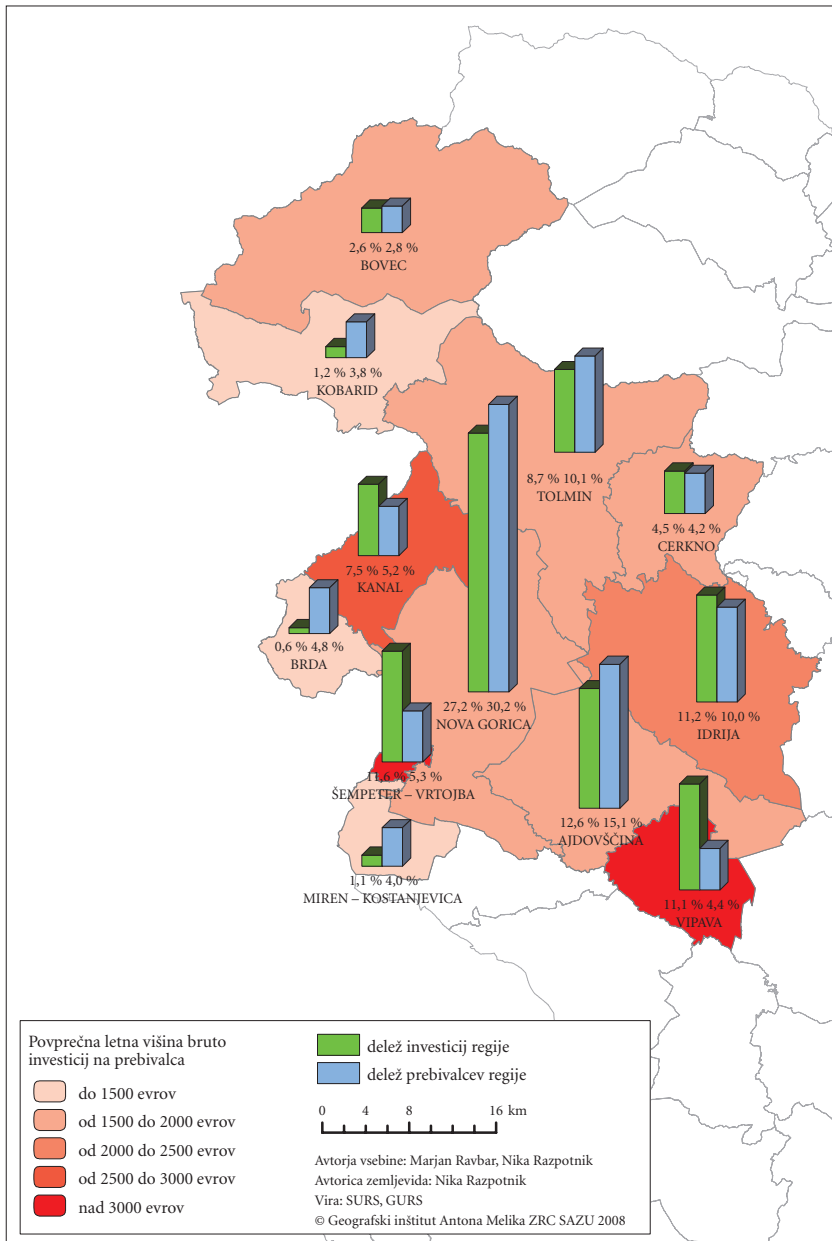 2,6 % 2,8 %
BOVEC
1,2 % 3,8 %
KOBARID
8,7 % 10,1 %
TOLMIN
4,5 % 4,2 %
CERKNO
7,5 % 5,2 %
KANAL
0,6 % 4,8 %
BRDA
27,2 % 30,2 %
NOVA GORICA
11,2 % 10,0 %
IDRIJA
11,6 % 5,3 %
ŠEMPETER – VRTOJBA
12,6 % 15,1 %
AJDOVŠČINA
1,1 % 4,0 %
MIREN – KOSTANJEVICA
11,1 % 4,4 %
VIPAVA
Povprečna letna višina bruto
investicij na prebivalca
do 1500 evrov
od 1500 do 2000 evrov
od 2000 do 2500 evrov
od 2500 do 3000 evrov
nad 3000 evrov
delež investicij regije
delež prebivalcev regije
0 4 8 16 km
Avtorja vsebine: Marjan Ravbar, Nika Razpotnik
Avtorica zemljevida: Nika Razpotnik
Vira: SURS, GURS
© Geografski inštitut Antona Melika ZRC SAZU 2008